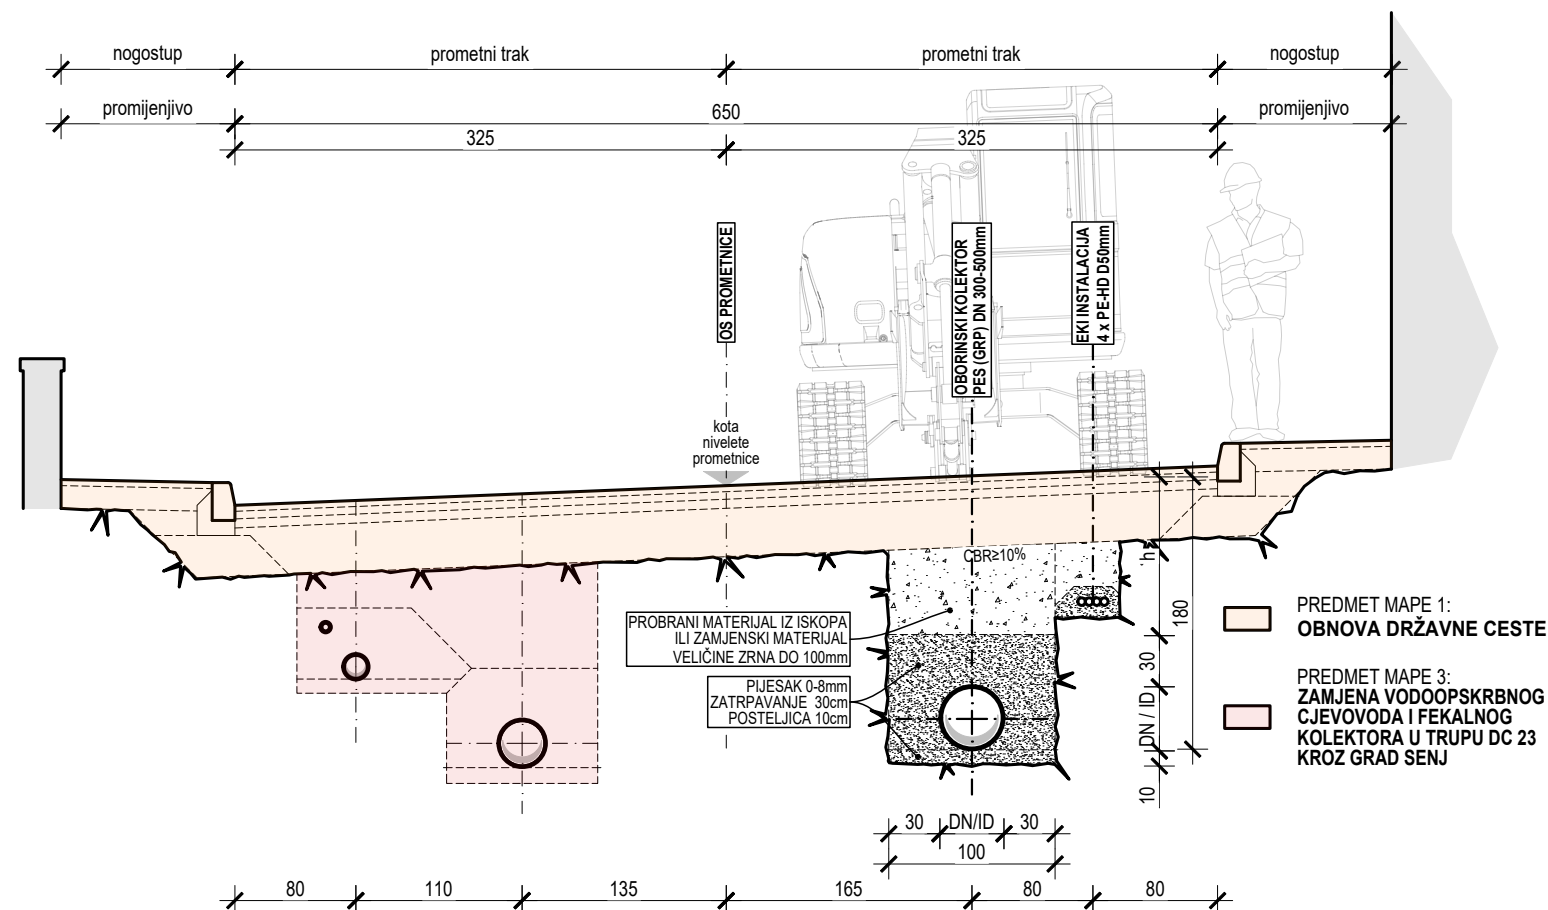 nogostup
prometni trak
prometni trak
nogostup
promijenjivo
650
promijenjivo
325
325
OS PROMETNICE
OBORINSKI KOLEKTOR
PES (GRP) DN 300-500mm
EKI INSTALACIJA
4 x PE-HD D50mm
kota
nivelete
prometnice
CBR≥10%
"h"
180
30
DN / ID
10
PROBRANI MATERIJAL IZ ISKOPA
ILI ZAMJENSKI MATERIJAL
VELIČINE ZRNA DO 100mm
PIJESAK 0-8mm
ZATRPAVANJE 30cm
POSTELJICA 10cm
PREDMET MAPE 1:
OBNOVA DRŽAVNE CESTE
PREDMET MAPE 3:
ZAMJENA VODOOPSKRBNOG
CJEVOVODA I FEKALNOG
KOLEKTORA U TRUPU DC 23
KROZ GRAD SENJ
30
DN/ID
30
100
80
110
135
165
80
80